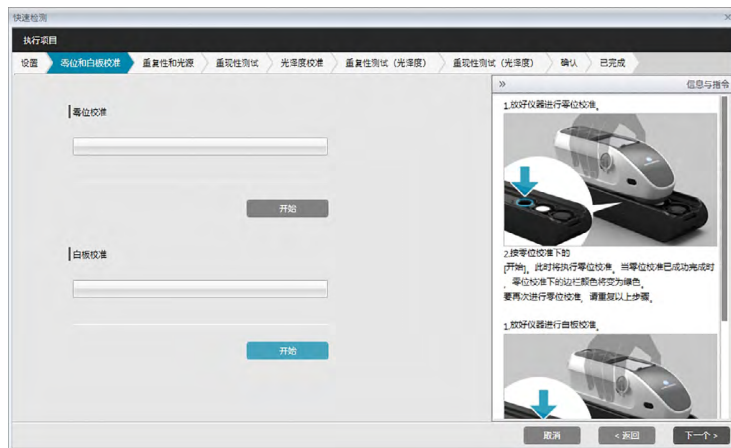 快速检测
执行项目
设置
零位和白板校准
重复性和光源
重现性测试
光泽度校准
重复性测试（光泽度）
重现性测试（光泽度）
确认
已完成
零位校准
开始
白板校准
开始
»
信息与指令
1.放好仪器进行零位校准。
2.按零位校准下的
[开始]。此时将执行零位校准。当零位校准已成功完成时
，零位校准下的边栏颜色将变为绿色。
要再次进行零位校准，请重复以上步骤。
1.放好仪器进行白板校准。
取消
< 返回
下一个 >